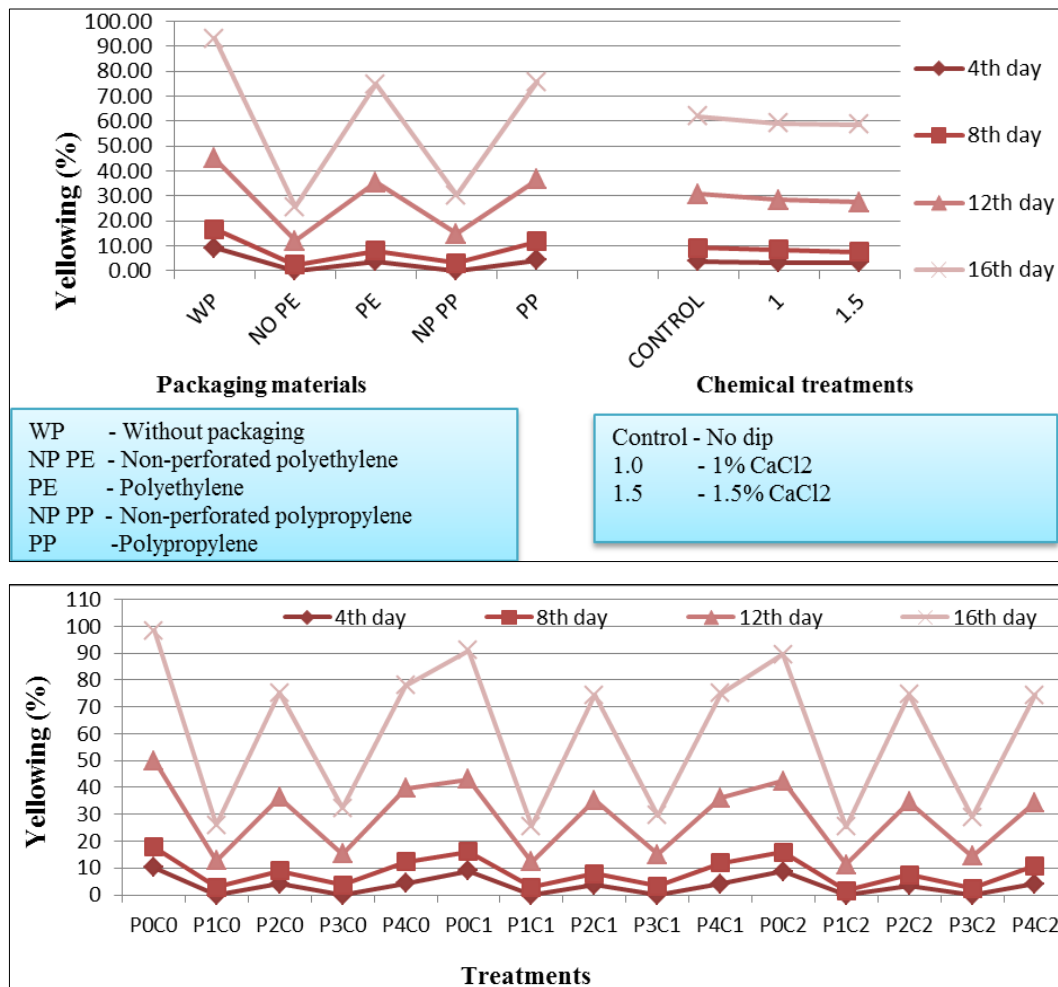 100.00
90.00
80.00
70.00
60.00
50.00
40.00
30.00
20.00
10.00
0.00
Yellowing (%)
WP
NO PE
PE
NP PP
PP
CONTROL
1
1.5
4th day
8th day
12th day
16th day
Packaging materials
Chemical treatments
WP - Without packaging
NP PE - Non-perforated polyethylene
PE - Polyethylene
NP PP - Non-perforated polypropylene
PP -Polypropylene
Control - No dip
1.0 - 1% CaCl2
1.5 - 1.5% CaCl2
4th day 8th day 12th day 16th day
110
100
90
80
70
60
50
40
30
20
10
0
Yellowing (%)
P0C0 P1C0 P2C0 P3C0 P4C0 P0C1 P1C1 P2C1 P3C1 P4C1 P0C2 P1C2 P2C2 P3C2 P4C2
Treatments